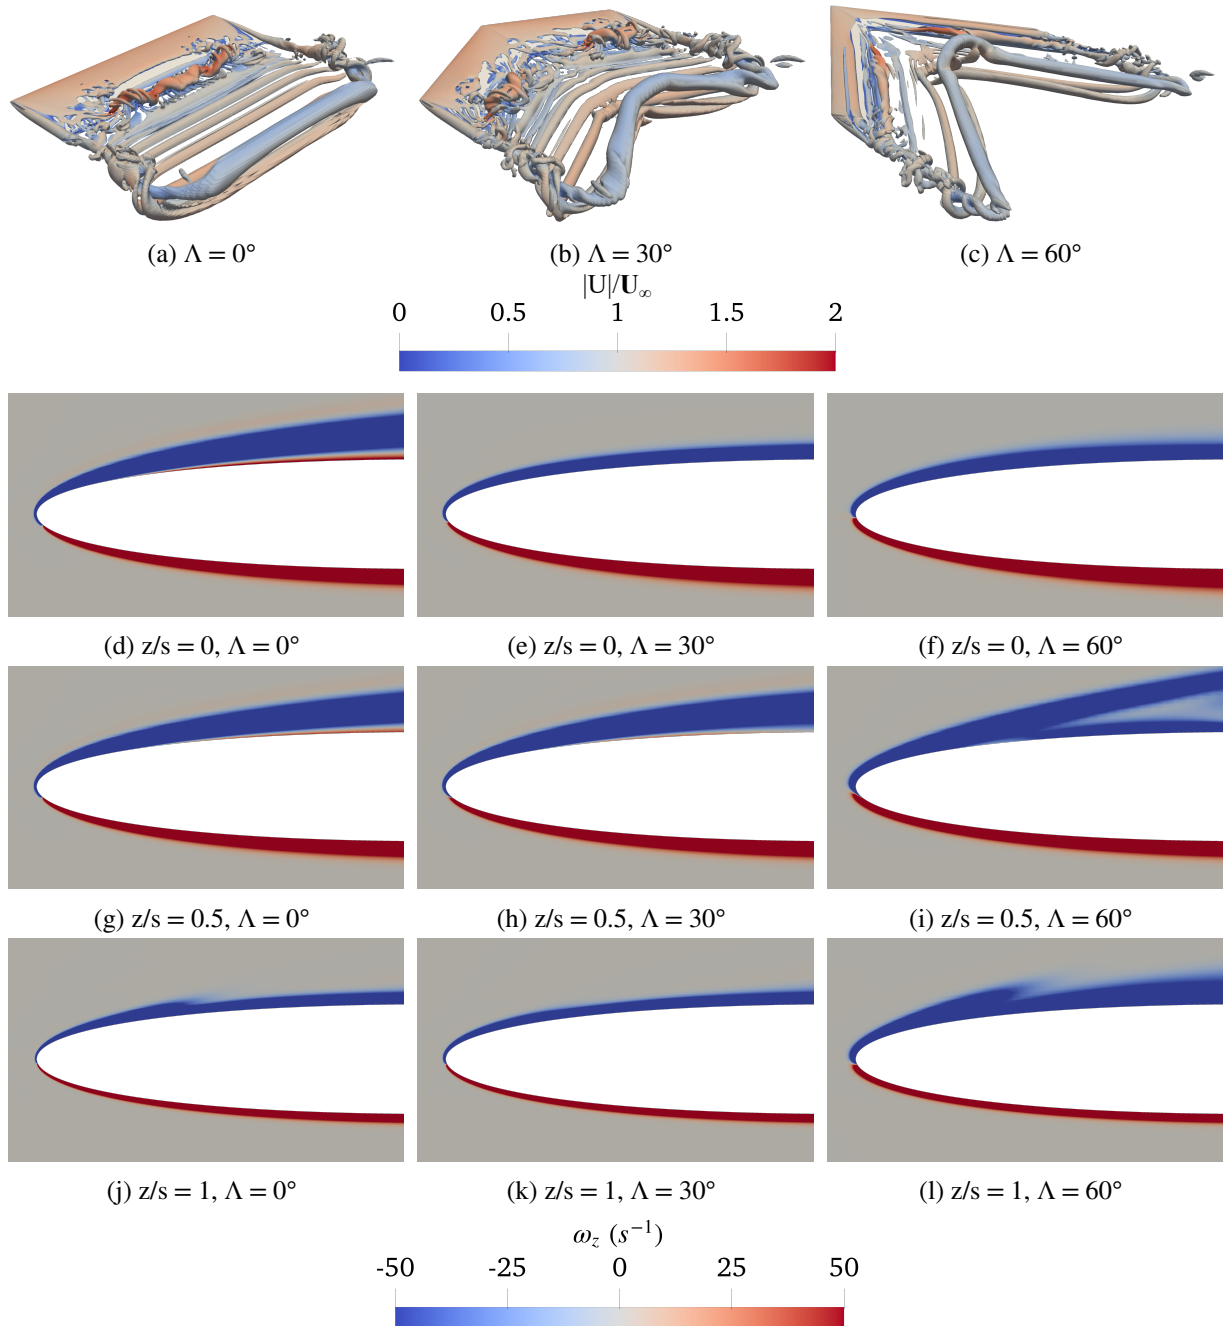 (a) Λ = 0° (b) Λ = 30° (c) Λ = 60°
|U|/𝐔∞
0 0.5 1 1.5 2
(d) z/s = 0, Λ = 0° (e) z/s = 0, Λ = 30° (f) z/s = 0, Λ = 60°
(g) z/s = 0.5, Λ = 0° (h) z/s = 0.5, Λ = 30° (i) z/s = 0.5, Λ = 60°
(j) z/s = 1, Λ = 0° (k) z/s = 1, Λ = 30° (l) z/s = 1, Λ = 60°
ω_z (s⁻¹)
-50 -25 0 25 50